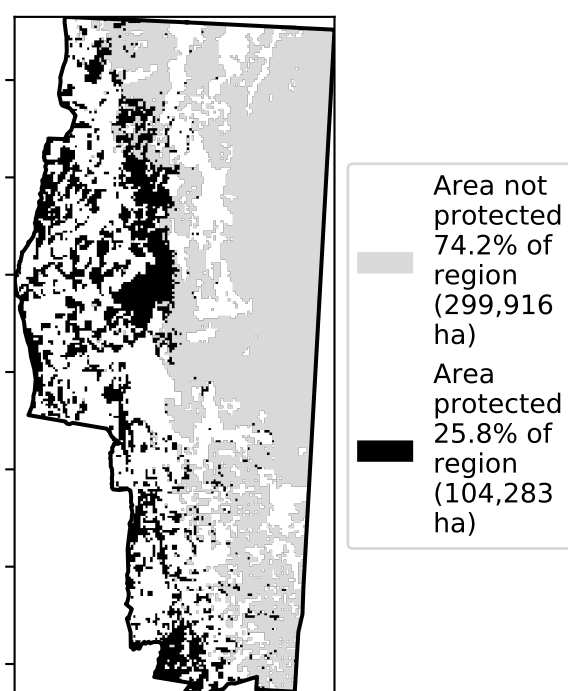 Area not
protected
74.2% of
region
(299,916
ha)
Area
protected
25.8% of
region
(104,283
ha)